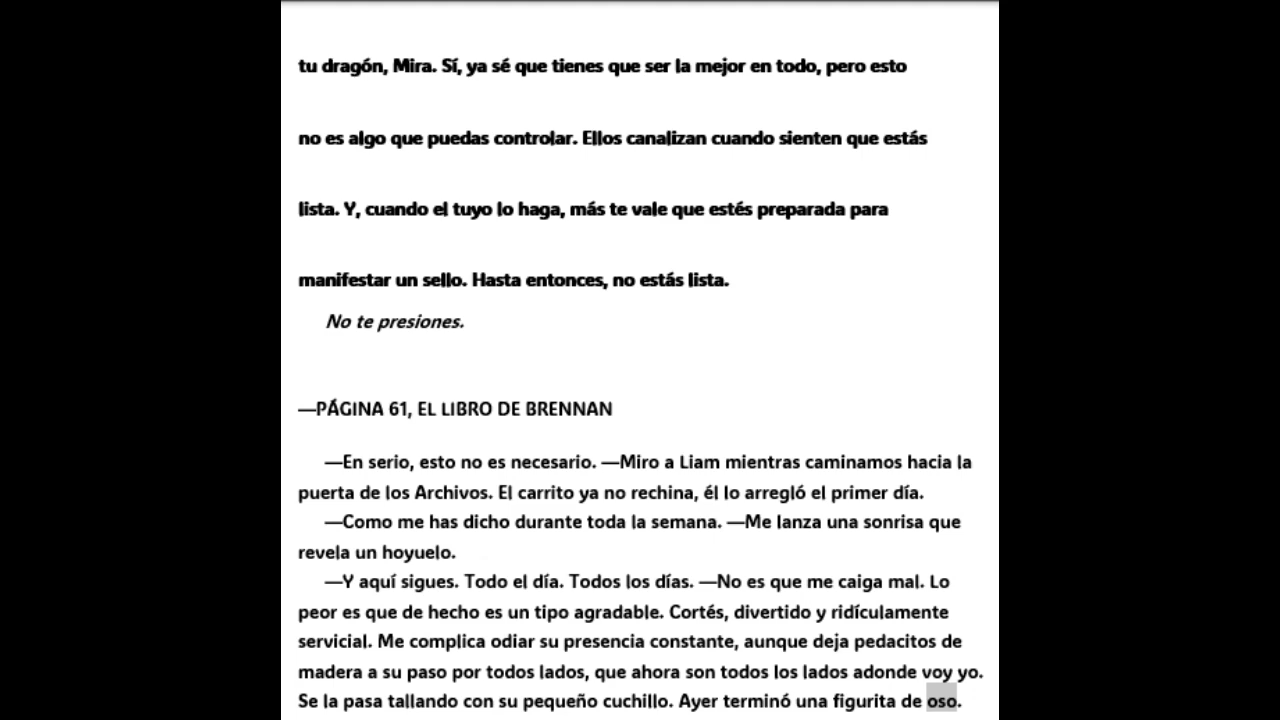 tu dragón, Mira. Sí, ya sé que tienes que ser la mejor en todo, pero esto
no es algo que puedas controlar. Ellos canalizan cuando sienten que estás
lista. Y, cuando el tuyo lo haga, más te vale que estés preparada para
manifestar un sello. Hasta entonces, no estás lista.
No te presiones.
—PÁGINA 61, EL LIBRO DE BRENNAN
—En serio, esto no es necesario. —Miro a Liam mientras caminamos hacia la
puerta de los Archivos. El carrito ya no rechina, él lo arregló el primer día.
—Como me has dicho durante toda la semana. —Me lanza una sonrisa que
revela un hoyuelo.
—Y aquí sigues. Todo el día. Todos los días. —No es que me caiga mal. Lo
peor es que de hecho es un tipo agradable. Cortés, divertido y ridículamente
servicial. Me complica odiar su presencia constante, aunque deja pedacitos de
madera a su paso por todos lados, que ahora son todos los lados adonde voy yo.
Se la pasa tallando con su pequeño cuchillo. Ayer terminó una figurita de oso.